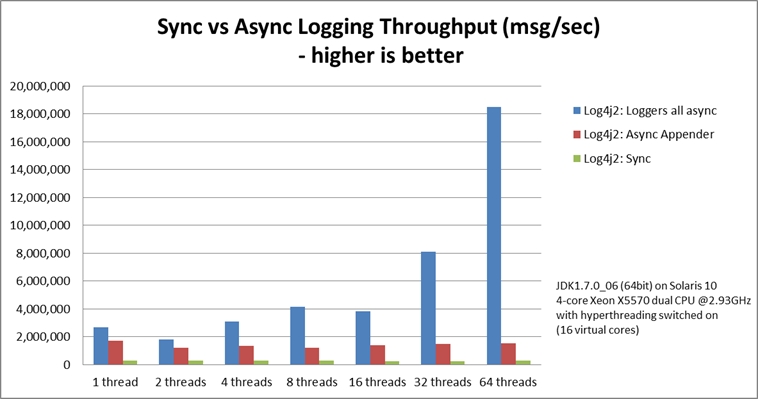 Sync vs Async Logging Throughput (msg/sec)
- higher is better
20,000,000
18,000,000
16,000,000
14,000,000
12,000,000
10,000,000
8,000,000
6,000,000
4,000,000
2,000,000
0
1 thread 2 threads 4 threads 8 threads 16 threads 32 threads 64 threads
Log4j2: Loggers all async
Log4j2: Async Appender
Log4j2: Sync
JDK1.7.0_06 (64bit) on Solaris 10
4-core Xeon X5570 dual CPU @2.93GHz
with hyperthreading switched on
(16 virtual cores)